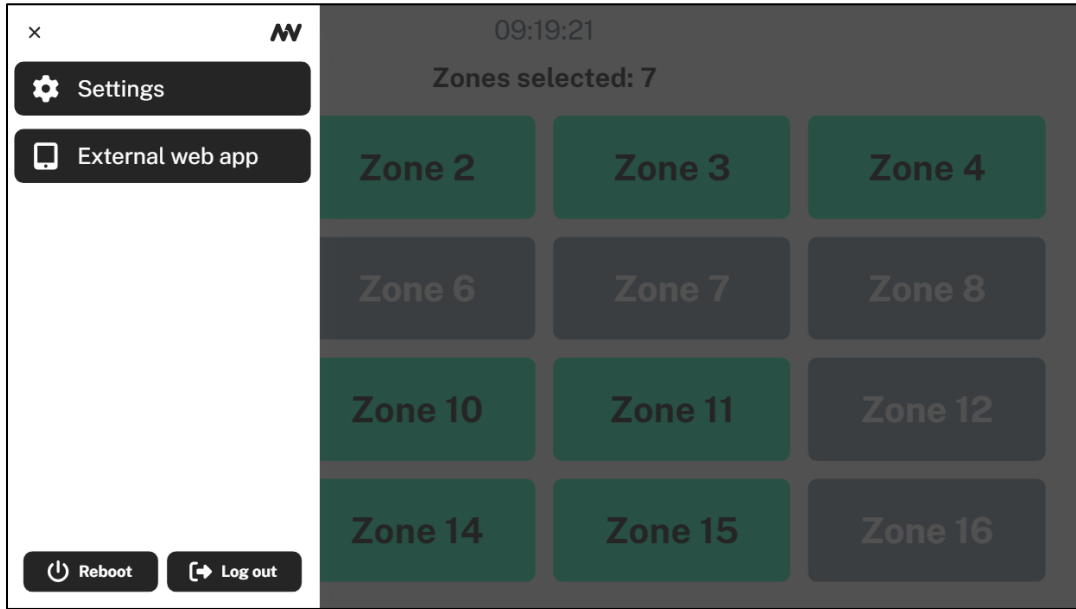 ×
Settings
External web app
Reboot
Log out
09:19:21
Zones selected: 7
Zone 2
Zone 3
Zone 4
Zone 6
Zone 7
Zone 8
Zone 10
Zone 11
Zone 12
Zone 14
Zone 15
Zone 16